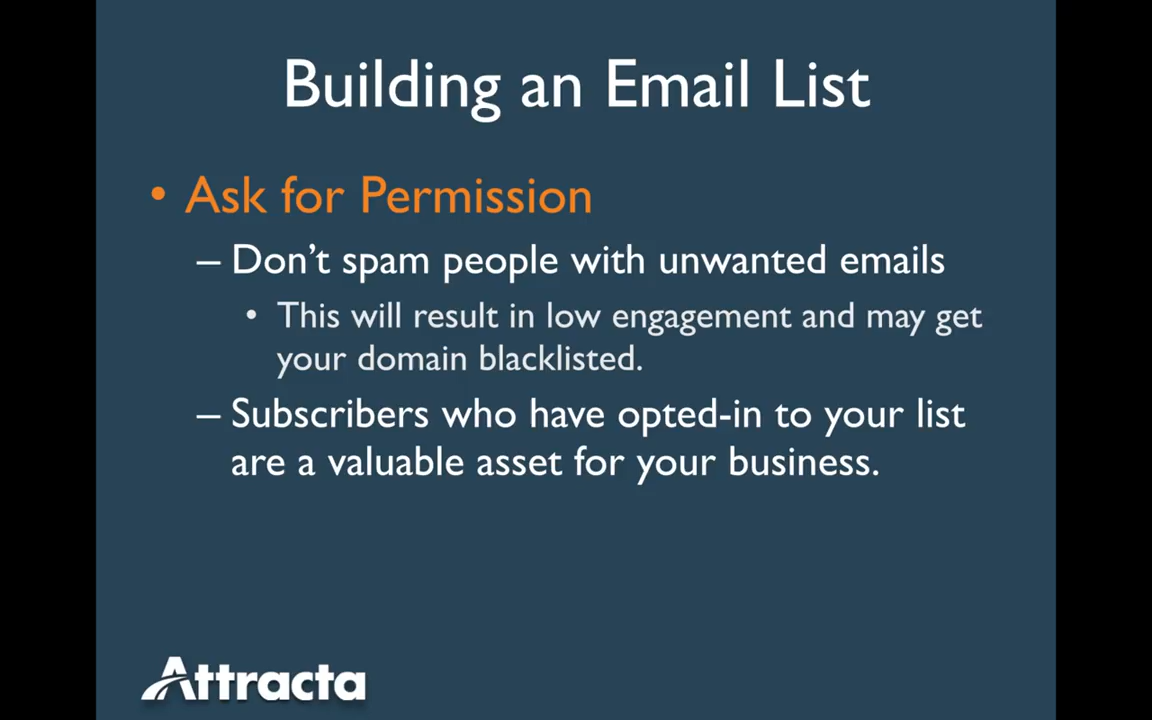 Building an Email List
• Ask for Permission
– Don’t spam people with unwanted emails
• This will result in low engagement and may get
your domain blacklisted.
– Subscribers who have opted-in to your list
are a valuable asset for your business.
Attracta